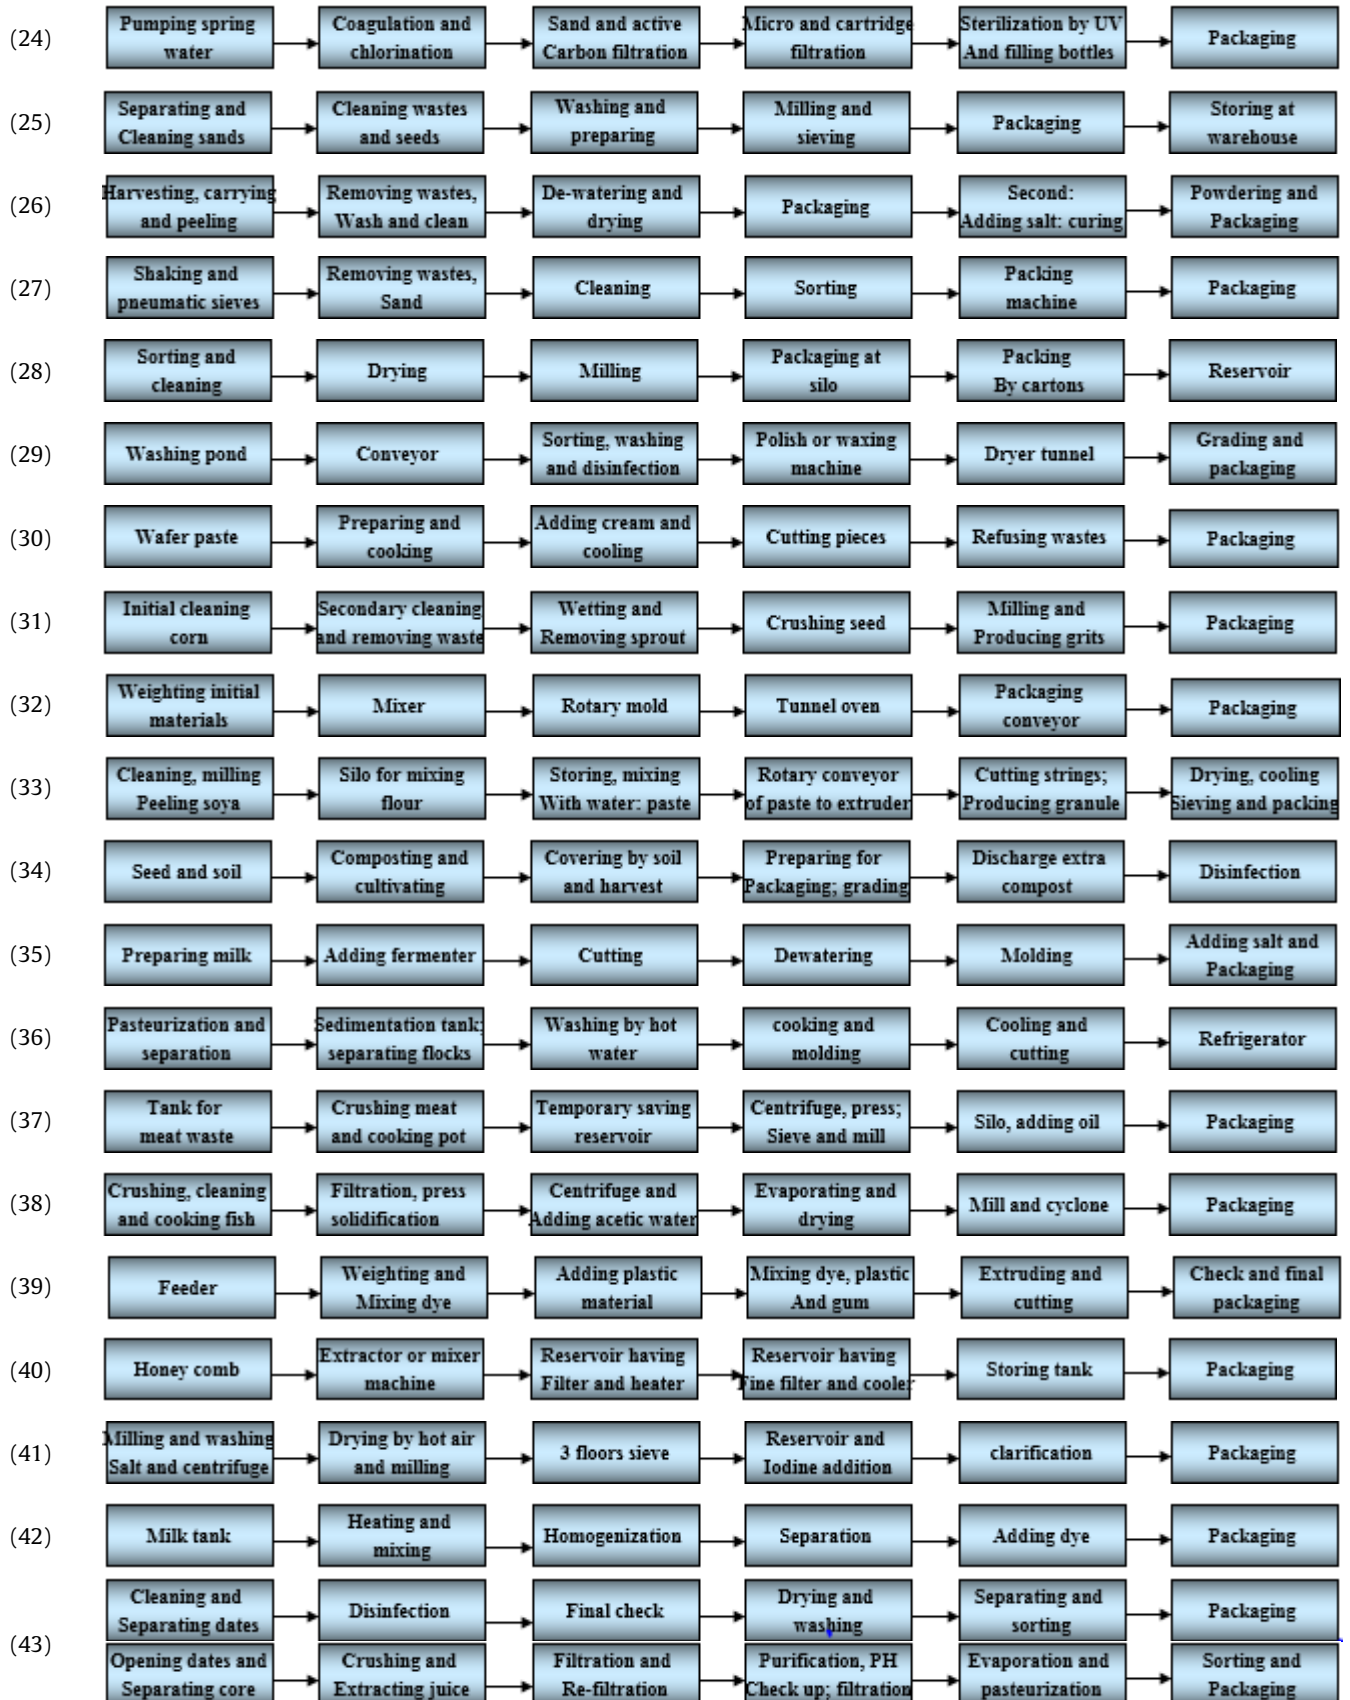 (24)
Pumping spring
water
Coagulation and
chlorination
Sand and active
Carbon filtration
Micro and cartridge
filtration
Sterilization by UV
And filling bottles
Packaging
(25)
Separating and
Cleaning sands
Cleaning wastes
and seeds
Washing and
preparing
Milling and
sieving
Packaging
Storing at
warehouse
(26)
Harvesting, carrying
and peeling
Removing wastes,
Wash and clean
De-watering and
drying
Packaging
Second:
Adding salt: curing
Powdering and
Packaging
(27)
Shaking and
pneumatic sieves
Removing wastes,
Sand
Cleaning
Sorting
Packing
machine
Packaging
(28)
Sorting and
cleaning
Drying
Milling
Packaging at
silo
Packing
By cartons
Reservoir
(29)
Washing pond
Conveyor
Sorting, washing
and disinfection
Polish or waxing
machine
Dryer tunnel
Grading and
packaging
(30)
Wafer paste
Preparing and
cooking
Adding cream and
cooling
Cutting pieces
Refusing wastes
Packaging
(31)
Initial cleaning
corn
Secondary cleaning
and removing waste
Wetting and
Removing sprout
Crushing seed
Milling and
Producing grits
Packaging
(32)
Weighting initial
materials
Mixer
Rotary mold
Tunnel oven
Packaging
conveyor
Packaging
(33)
Cleaning, milling
Peeling soya
Silo for mixing
flour
Storing, mixing
With water: paste
Rotary conveyor
of paste to extruder
Cutting strings;
Producing granule
Drying, cooling
Sieving and packing
(34)
Seed and soil
Composting and
cultivating
Covering by soil
and harvest
Preparing for
Packaging; grading
Discharge extra
compost
Disinfection
(35)
Preparing milk
Adding fermenter
Cutting
Dewatering
Molding
Adding salt and
Packaging
(36)
Pasteurization and
separation
Sedimentation tank;
separating flocks
Washing by hot
water
cooking and
molding
Cooling and
cutting
Refrigerator
(37)
Tank for
meat waste
Crushing meat
and cooking pot
Temporary saving
reservoir
Centrifuge, press;
Sieve and mill
Silo, adding oil
Packaging
(38)
Crushing, cleaning
and cooking fish
Filtration, press
solidification
Centrifuge and
Adding acetic water
Evaporating and
drying
Mill and cyclone
Packaging
(39)
Feeder
Weighting and
Mixing dye
Adding plastic
material
Mixing dye, plastic
And gum
Extruding and
cutting
Check and final
packaging
(40)
Honey comb
Extractor or mixer
machine
Reservoir having
Filter and heater
Reservoir having
Fine filter and cooler
Storing tank
Packaging
(41)
Milling and washing
Salt and centrifuge
Drying by hot air
and milling
3 floors sieve
Reservoir and
Iodine addition
clarification
Packaging
(42)
Milk tank
Heating and
mixing
Homogenization
Separation
Adding dye
Packaging
(43)
Cleaning and
Separating dates
Disinfection
Final check
Drying and
washing
Separating and
sorting
Packaging
Opening dates and
Separating core
Crushing and
Extracting juice
Filtration and
Re-filtration
Purification, PH
Check up; filtration
Evaporation and
pasteurization
Sorting and
Packaging